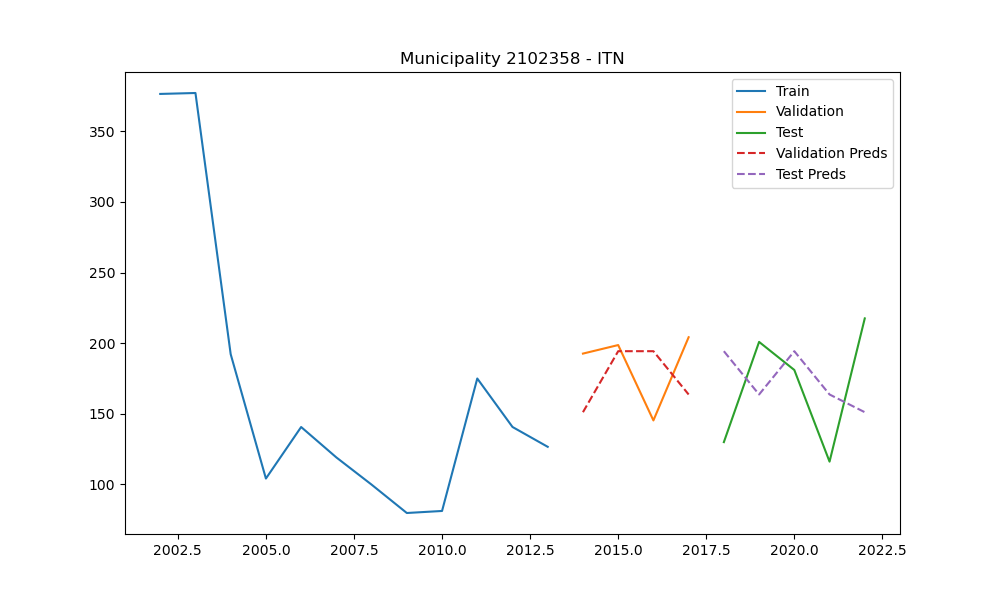 Municipality 2102358 - ITN
Train
Validation
Test
Validation Preds
Test Preds
350
300
250
200
150
100
2002.5 2005.0 2007.5 2010.0 2012.5 2015.0 2017.5 2020.0 2022.5